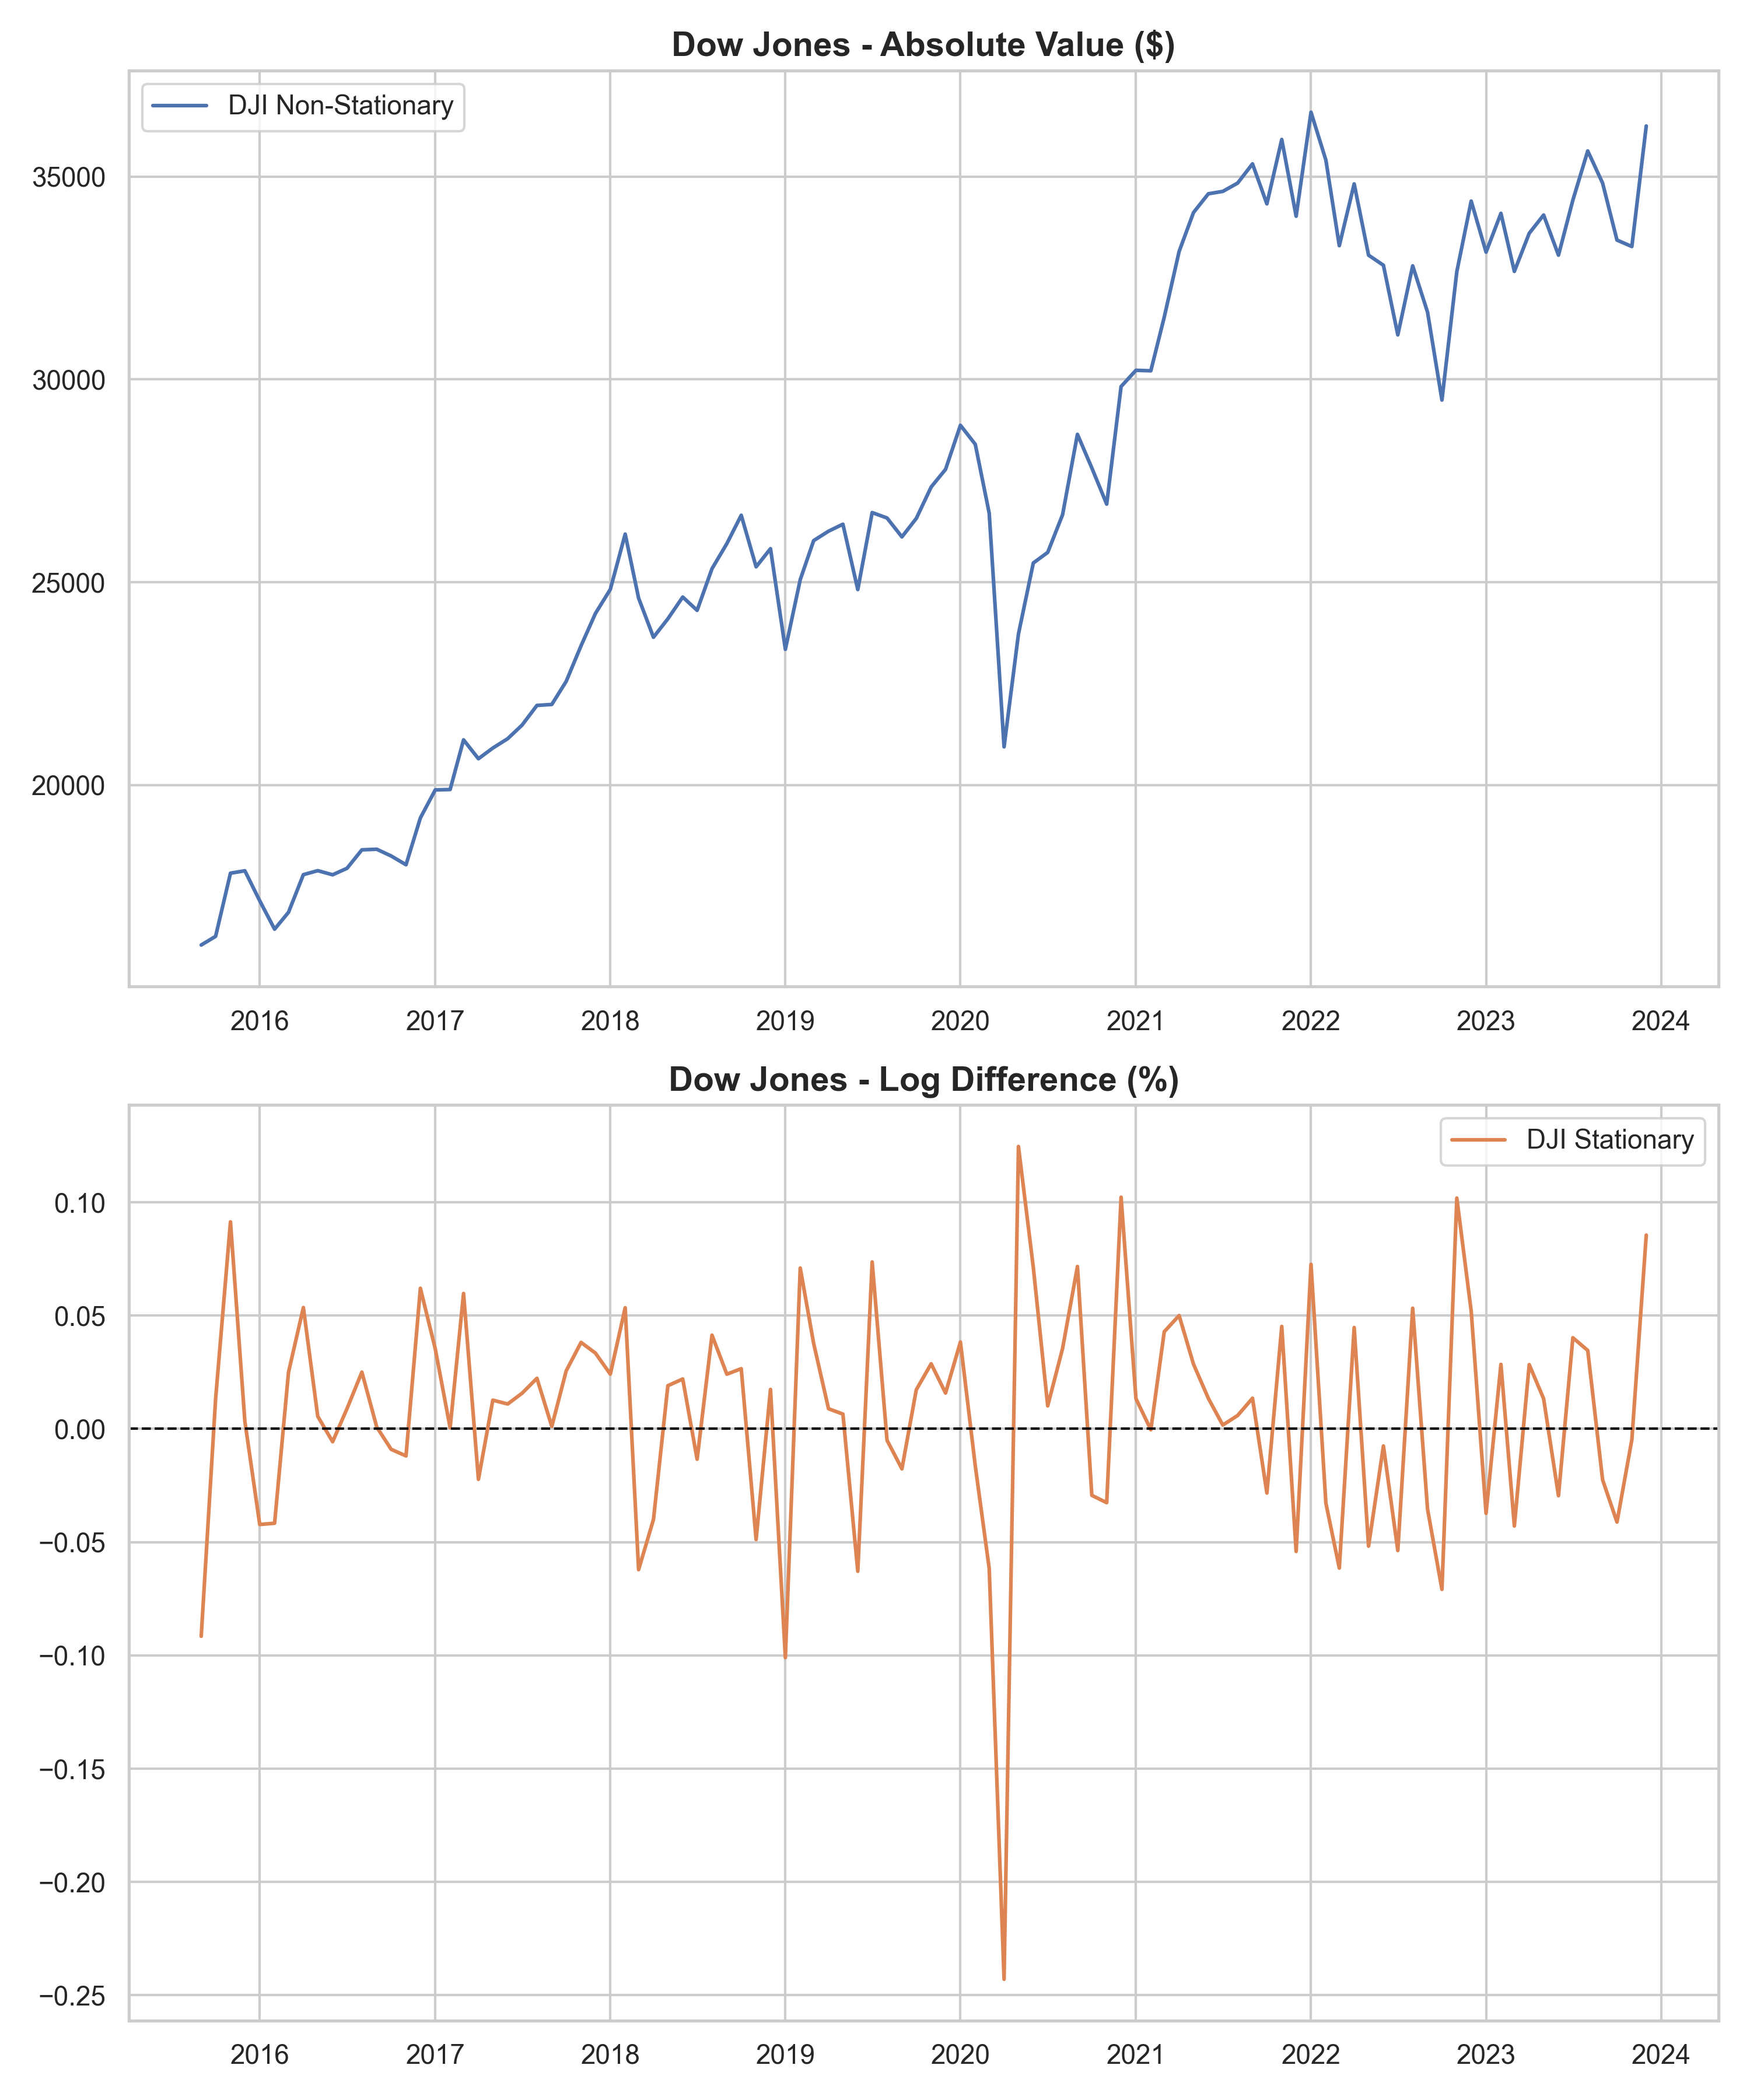 Dow Jones - Absolute Value ($)
DJI Non-Stationary
35000
30000
25000
20000
2016 2017 2018 2019 2020 2021 2022 2023 2024
Dow Jones - Log Difference (%)
DJI Stationary
0.10
0.05
0.00
−0.05
−0.10
−0.15
−0.20
−0.25
2016 2017 2018 2019 2020 2021 2022 2023 2024